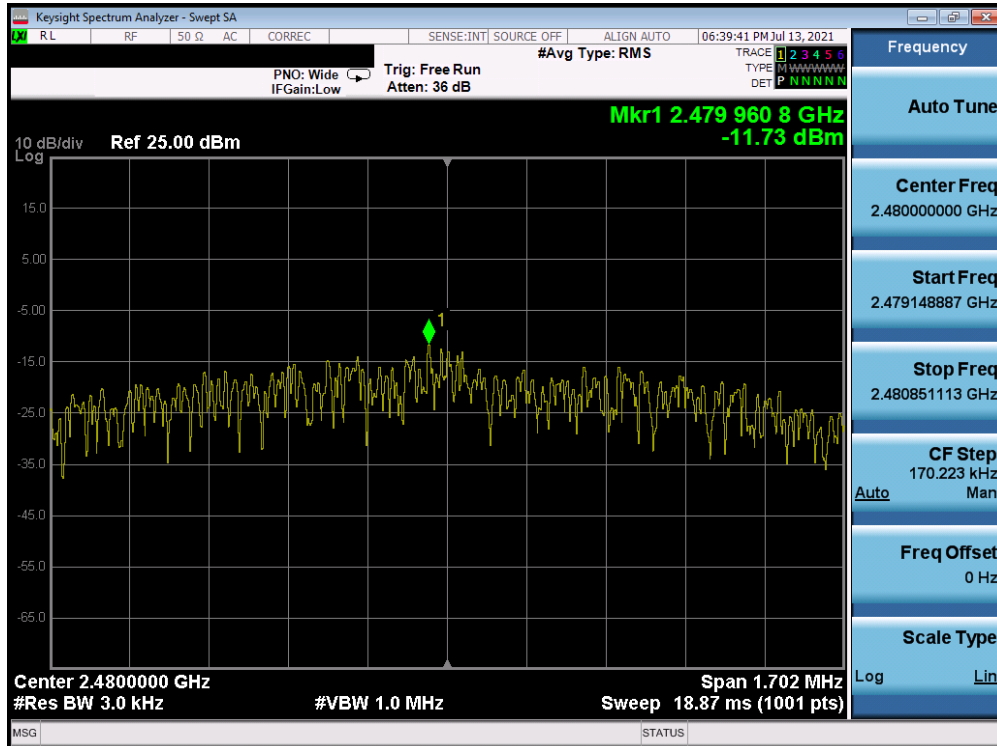 Keysight Spectrum Analyzer - Swept SA
LXI RL RF 50 Ω AC CORREC SENSE:INT SOURCE OFF ALIGN AUTO 06:39:41 PM Jul 13, 2021
#Avg Type: RMS
TRACE 1 2 3 4 5 6
PNO: Wide Trig: Free Run
TYPE M W W W W W
IFGain:Low Atten: 36 dB
DET P N N N N N
Mkr1 2.479 960 8 GHz
-11.73 dBm
10 dB/div Ref 25.00 dBm
Log
15.0
5.00
-5.00
1
-15.0
-25.0
-35.0
-45.0
-55.0
-65.0
Center 2.4800000 GHz Span 1.702 MHz
#Res BW 3.0 kHz #VBW 1.0 MHz Sweep 18.87 ms (1001 pts)
MSG STATUS
Frequency
Auto Tune
Center Freq
2.480000000 GHz
Start Freq
2.479148887 GHz
Stop Freq
2.480851113 GHz
CF Step
170.223 kHz
Auto Man
Freq Offset
0 Hz
Scale Type
Log Lin